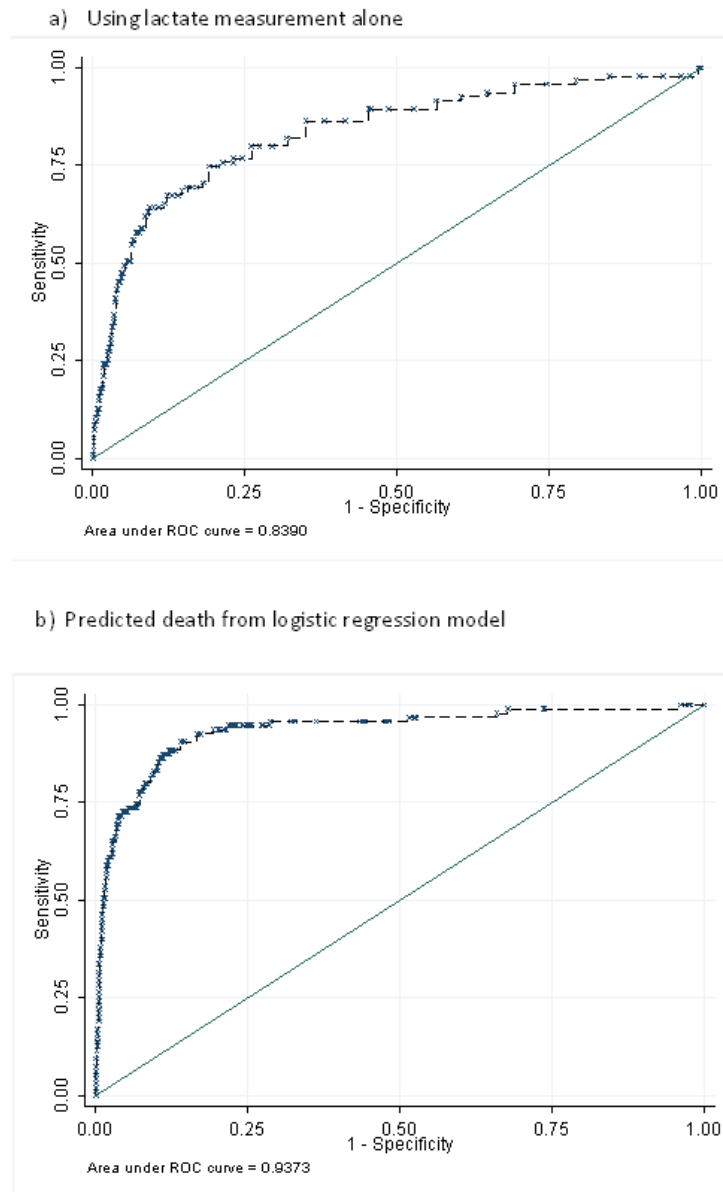 a) Using lactate measurement alone
1.00
0.75
0.50
0.25
0.00
Sensitivity
0.00 0.25 0.50 0.75 1.00
1 - Specificity
Area under ROC curve = 0.8390
b) Predicted death from logistic regression model
1.00
0.75
0.50
0.25
0.00
Sensitivity
0.00 0.25 0.50 0.75 1.00
1 - Specificity
Area under ROC curve = 0.9373